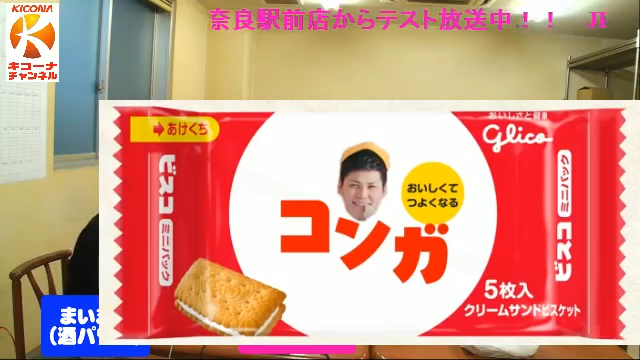 KICONA
キコーナ
チャンネル
奈良駅前店からテスト放送中！！
あけくち
おいしさと健康
glico
ビスコ ミニパック
おいしくて
つよくなる
コンガ
ビスコ ミニパック
5枚入
クリームサンドビスケット
まい
(酒パ